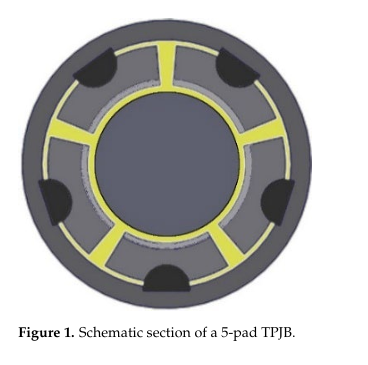 Figure 1. Schematic section of a 5-pad TPJB.